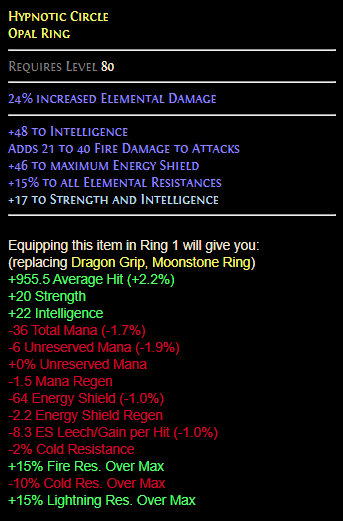 Hypnotic Circle
Opal Ring
Requires Level 80
24% increased Elemental Damage
+48 to Intelligence
Adds 21 to 40 Fire Damage to Attacks
+46 to maximum Energy Shield
+15% to all Elemental Resistances
+17 to Strength and Intelligence
Equipping this item in Ring 1 will give you:
(replacing Dragon Grip, Moonstone Ring)
+955.5 Average Hit (+2.2%)
+20 Strength
+22 Intelligence
-36 Total Mana (-1.7%)
-6 Unreserved Mana (-1.9%)
+0% Unreserved Mana
-1.5 Mana Regen
-64 Energy Shield (-1.0%)
-2.2 Energy Shield Regen
-8.3 ES Leech/Gain per Hit (-1.0%)
-2% Cold Resistance
+15% Fire Res. Over Max
-10% Cold Res. Over Max
+15% Lightning Res. Over Max